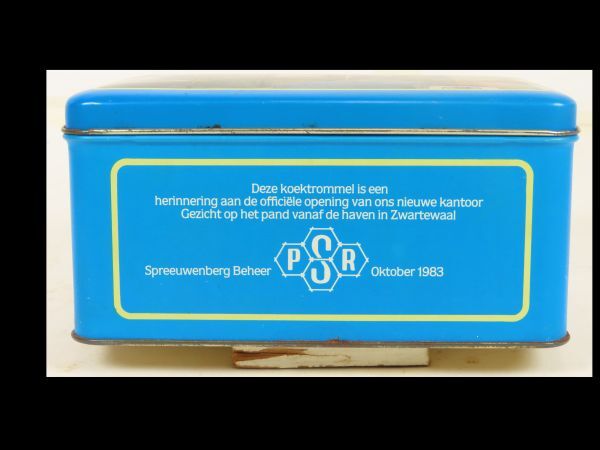 Deze koektrommel is een
herinnering aan de officiële opening van ons nieuwe kantoor
Gezicht op het pand vanaf de haven in Zwartewaal
Spreeuwenberg Beheer PSR Oktober 1983